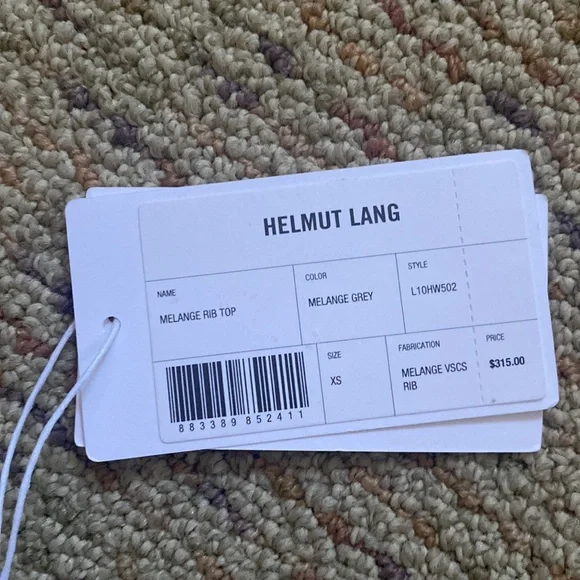 HELMUT LANG
NAME
MELANGE RIB TOP
COLOR
MELANGE GREY
STYLE
L10HW502
883389 852411
SIZE
XS
FABRICATION
MELANGE VSCS
RIB
PRICE
$315.00